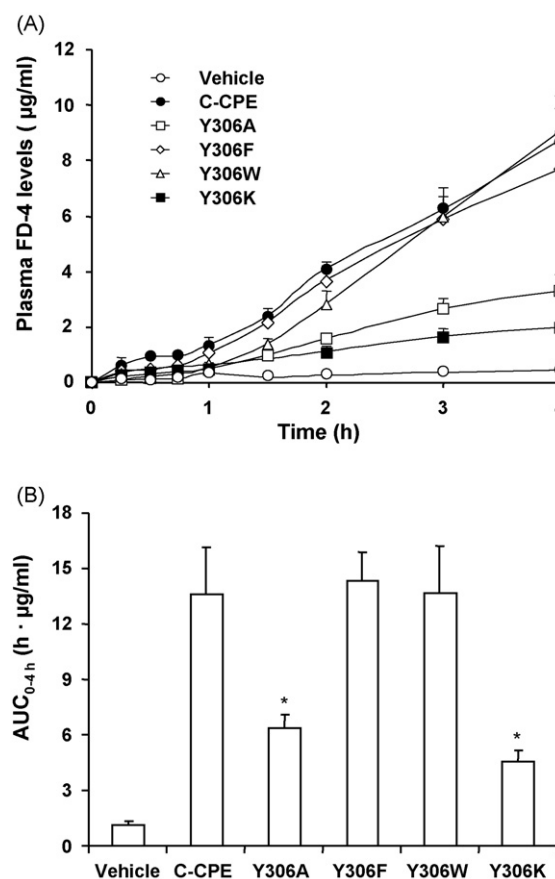 (A)
Plasma FD-4 levels ( µg/ml)
12
10
8
6
4
2
0
Vehicle
C-CPE
Y306A
Y306F
Y306W
Y306K
0
1
2
3
Time (h)
(B)
AUC0-4 h (h · µg/ml)
18
15
12
9
6
3
0
*
*
Vehicle
C-CPE
Y306A
Y306F
Y306W
Y306K